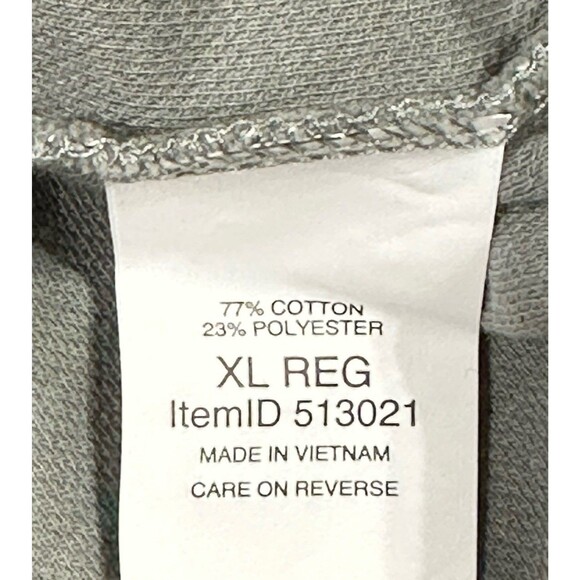 77% COTTON
23% POLYESTER
XL REG
ItemID 513021
MADE IN VIETNAM
CARE ON REVERSE